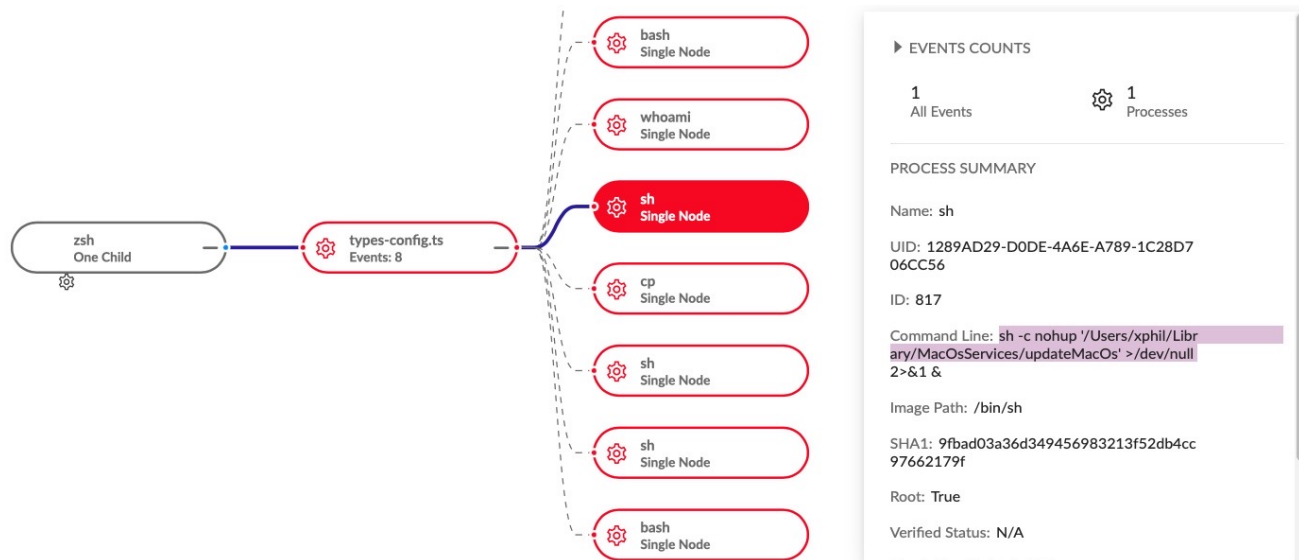 bash
Single Node
whoami
Single Node
sh
Single Node
zsh
One Child
types-config.ts
Events: 8
cp
Single Node
sh
Single Node
sh
Single Node
bash
Single Node
EVENTS COUNTS
1
All Events
1
Processes
PROCESS SUMMARY
Name: sh
UID: 1289AD29-D0DE-4A6E-A789-1C28D7
06CC56
ID: 817
Command Line: sh -c nohup '/Users/xphil/Libr
ary/MacOsServices/updateMacOs' >/dev/null
2>&1 &
Image Path: /bin/sh
SHA1: 9fbad03a36d349456983213f52db4cc
97662179f
Root: True
Verified Status: N/A